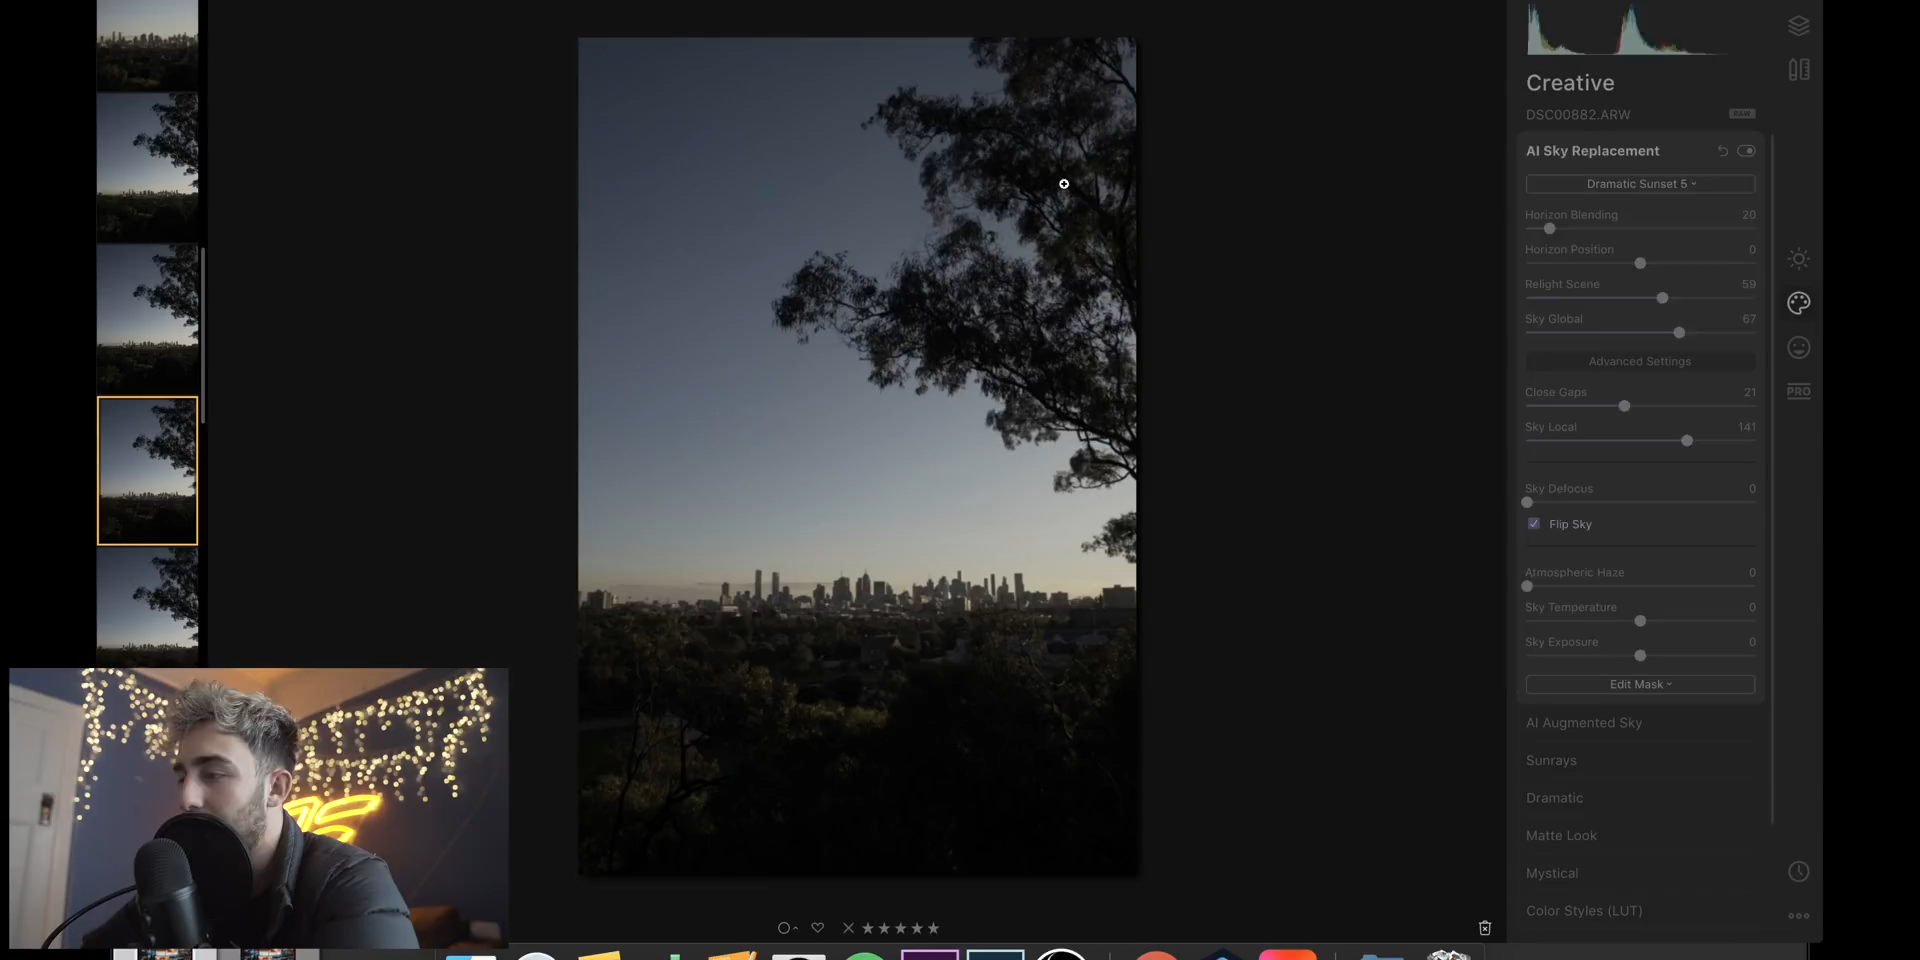 Creative
DSC00882.ARW
RAW
AI Sky Replacement
Dramatic Sunset 5
Horizon Blending 20
Horizon Position 0
Relight Scene 59
Sky Global 67
Advanced Settings
Close Gaps 21
Sky Local 141
Sky Defocus 0
Flip Sky
Atmospheric Haze 0
Sky Temperature 0
Sky Exposure 0
Edit Mask
AI Augmented Sky
Sunrays
Dramatic
Matte Look
Mystical
Color Styles (LUT)
PRO